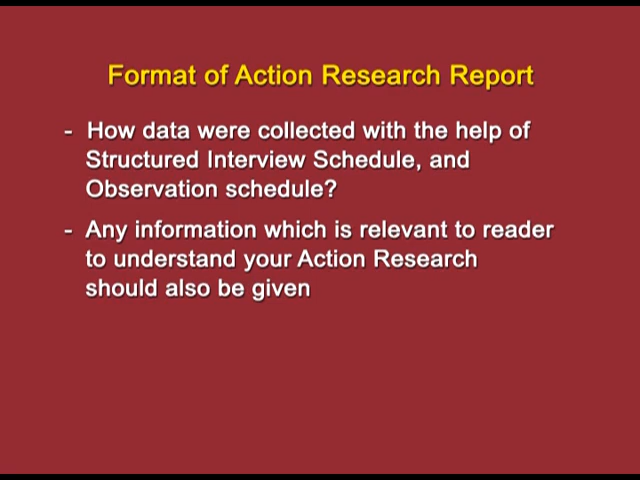 Format of Action Research Report
- How data were collected with the help of
Structured Interview Schedule, and
Observation schedule?
- Any information which is relevant to reader
to understand your Action Research
should also be given